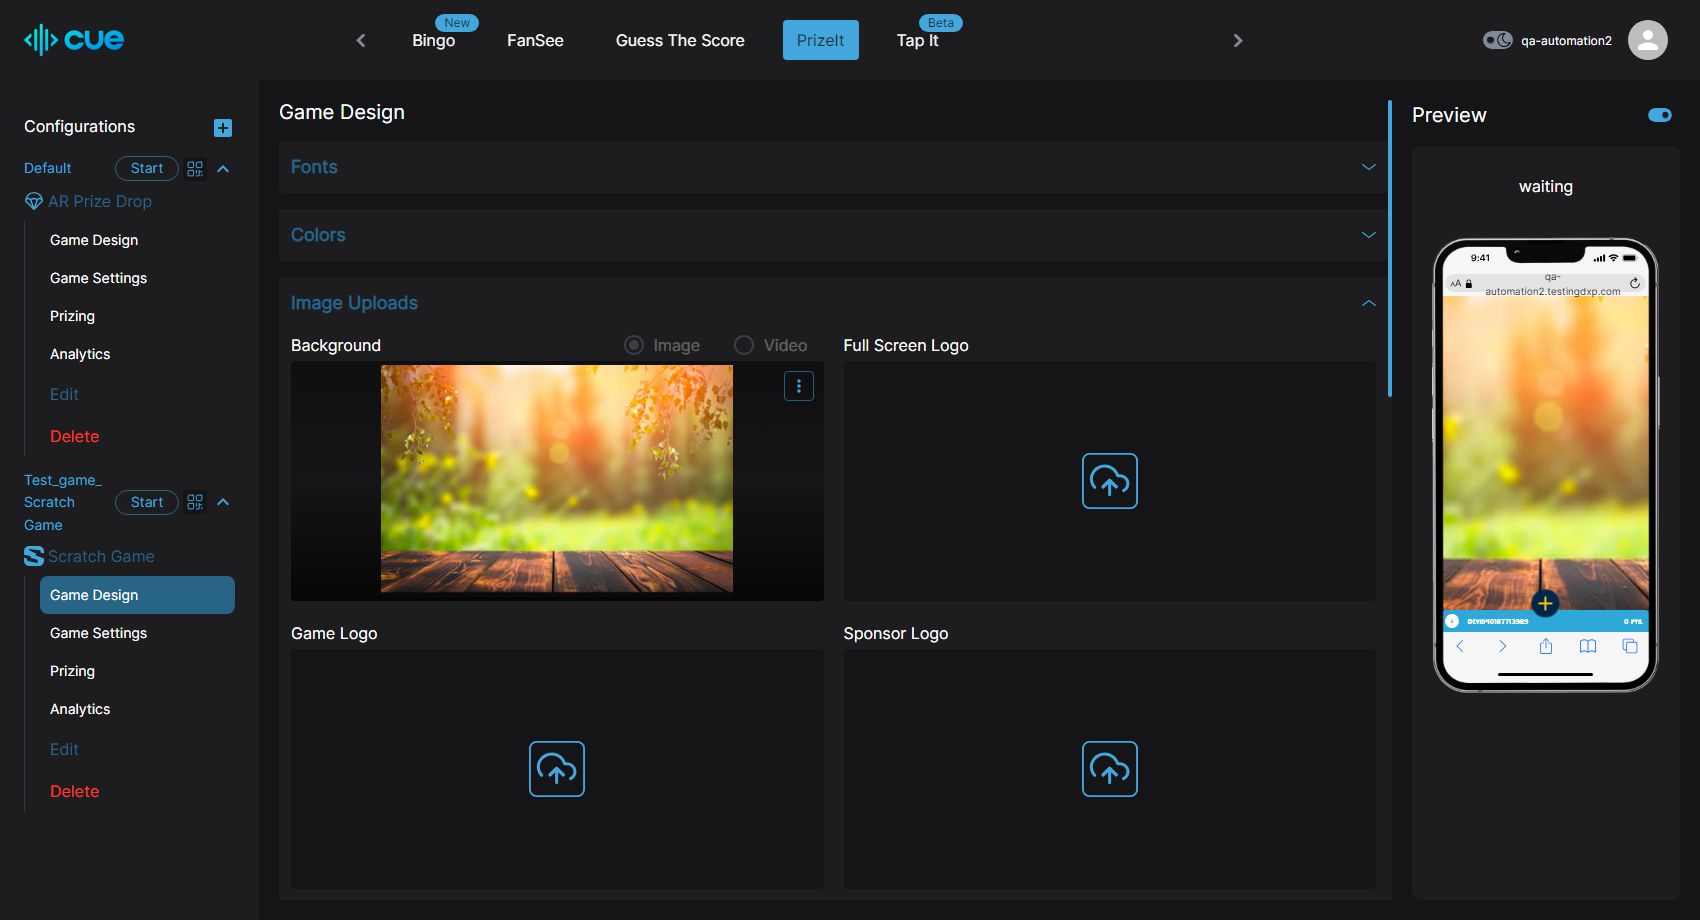 cue
New
Bingo
FanSee
Guess The Score
PrizeIt
Beta
Tap It
qa-automation2
Configurations
Default
Start
AR Prize Drop
Game Design
Game Settings
Prizing
Analytics
Edit
Delete
Test_game_
Scratch
Game
Start
Scratch Game
Game Design
Game Settings
Prizing
Analytics
Edit
Delete
Game Design
Fonts
Colors
Image Uploads
Background
Image
Video
Full Screen Logo
Game Logo
Sponsor Logo
Preview
waiting
9:41
AA
qa-
automation2.testingdxp.com
0 PTS.